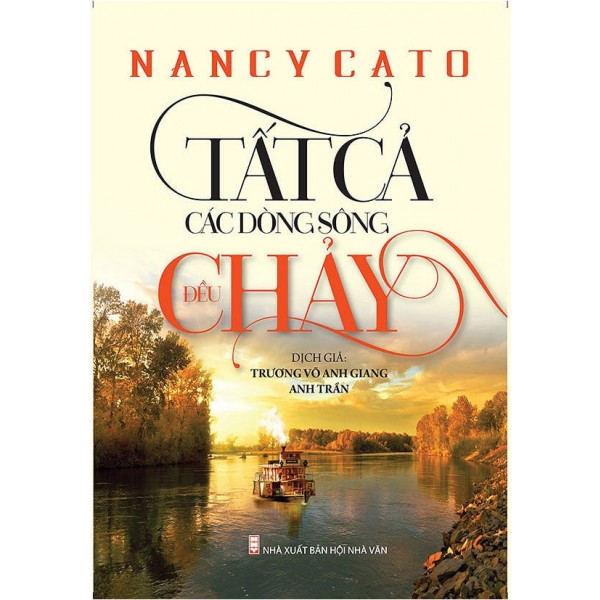 NANCY CATO
TẤT CẢ
CÁC DÒNG SÔNG
ĐỀU CHẢY
DỊCH GIẢ:
TRƯƠNG VÕ ANH GIANG
ANH TRẦN
NHÀ XUẤT BẢN HỘI NHÀ VĂN